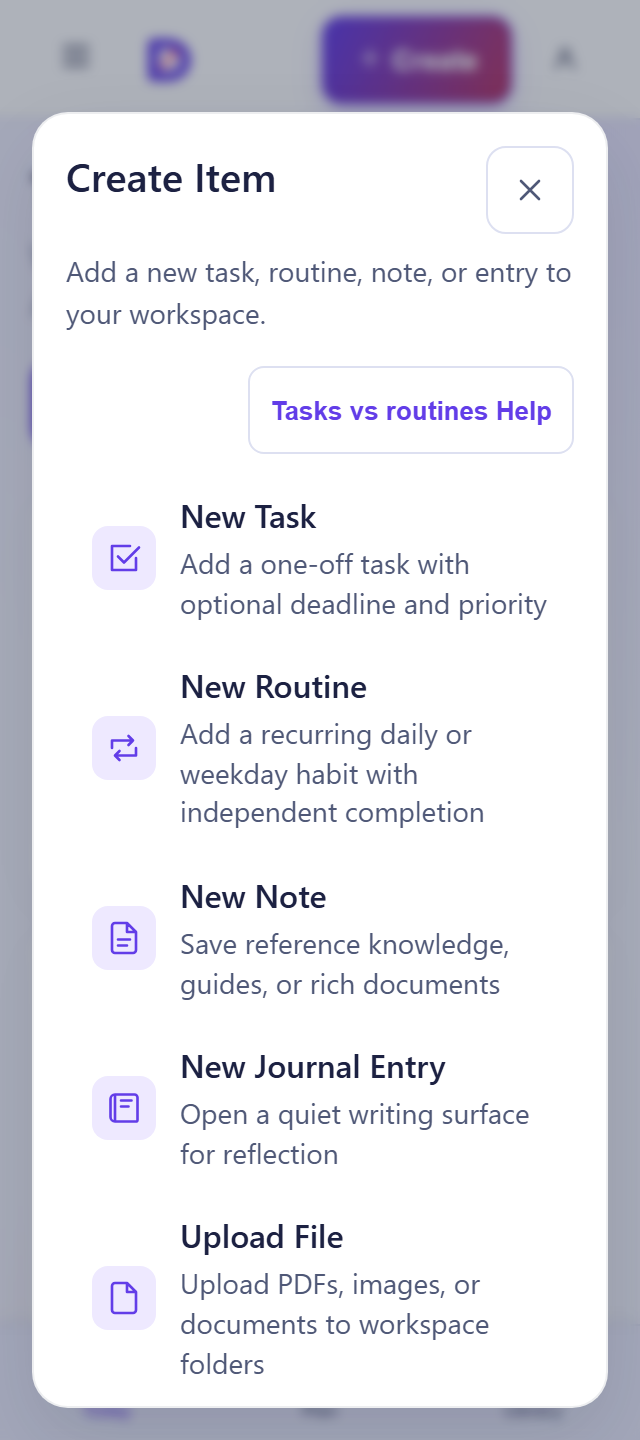 Create
Create Item
Add a new task, routine, note, or entry to
your workspace.
Tasks vs routines Help
New Task
Add a one-off task with
optional deadline and priority
New Routine
Add a recurring daily or
weekday habit with
independent completion
New Note
Save reference knowledge,
guides, or rich documents
New Journal Entry
Open a quiet writing surface
for reflection
Upload File
Upload PDFs, images, or
documents to workspace
folders